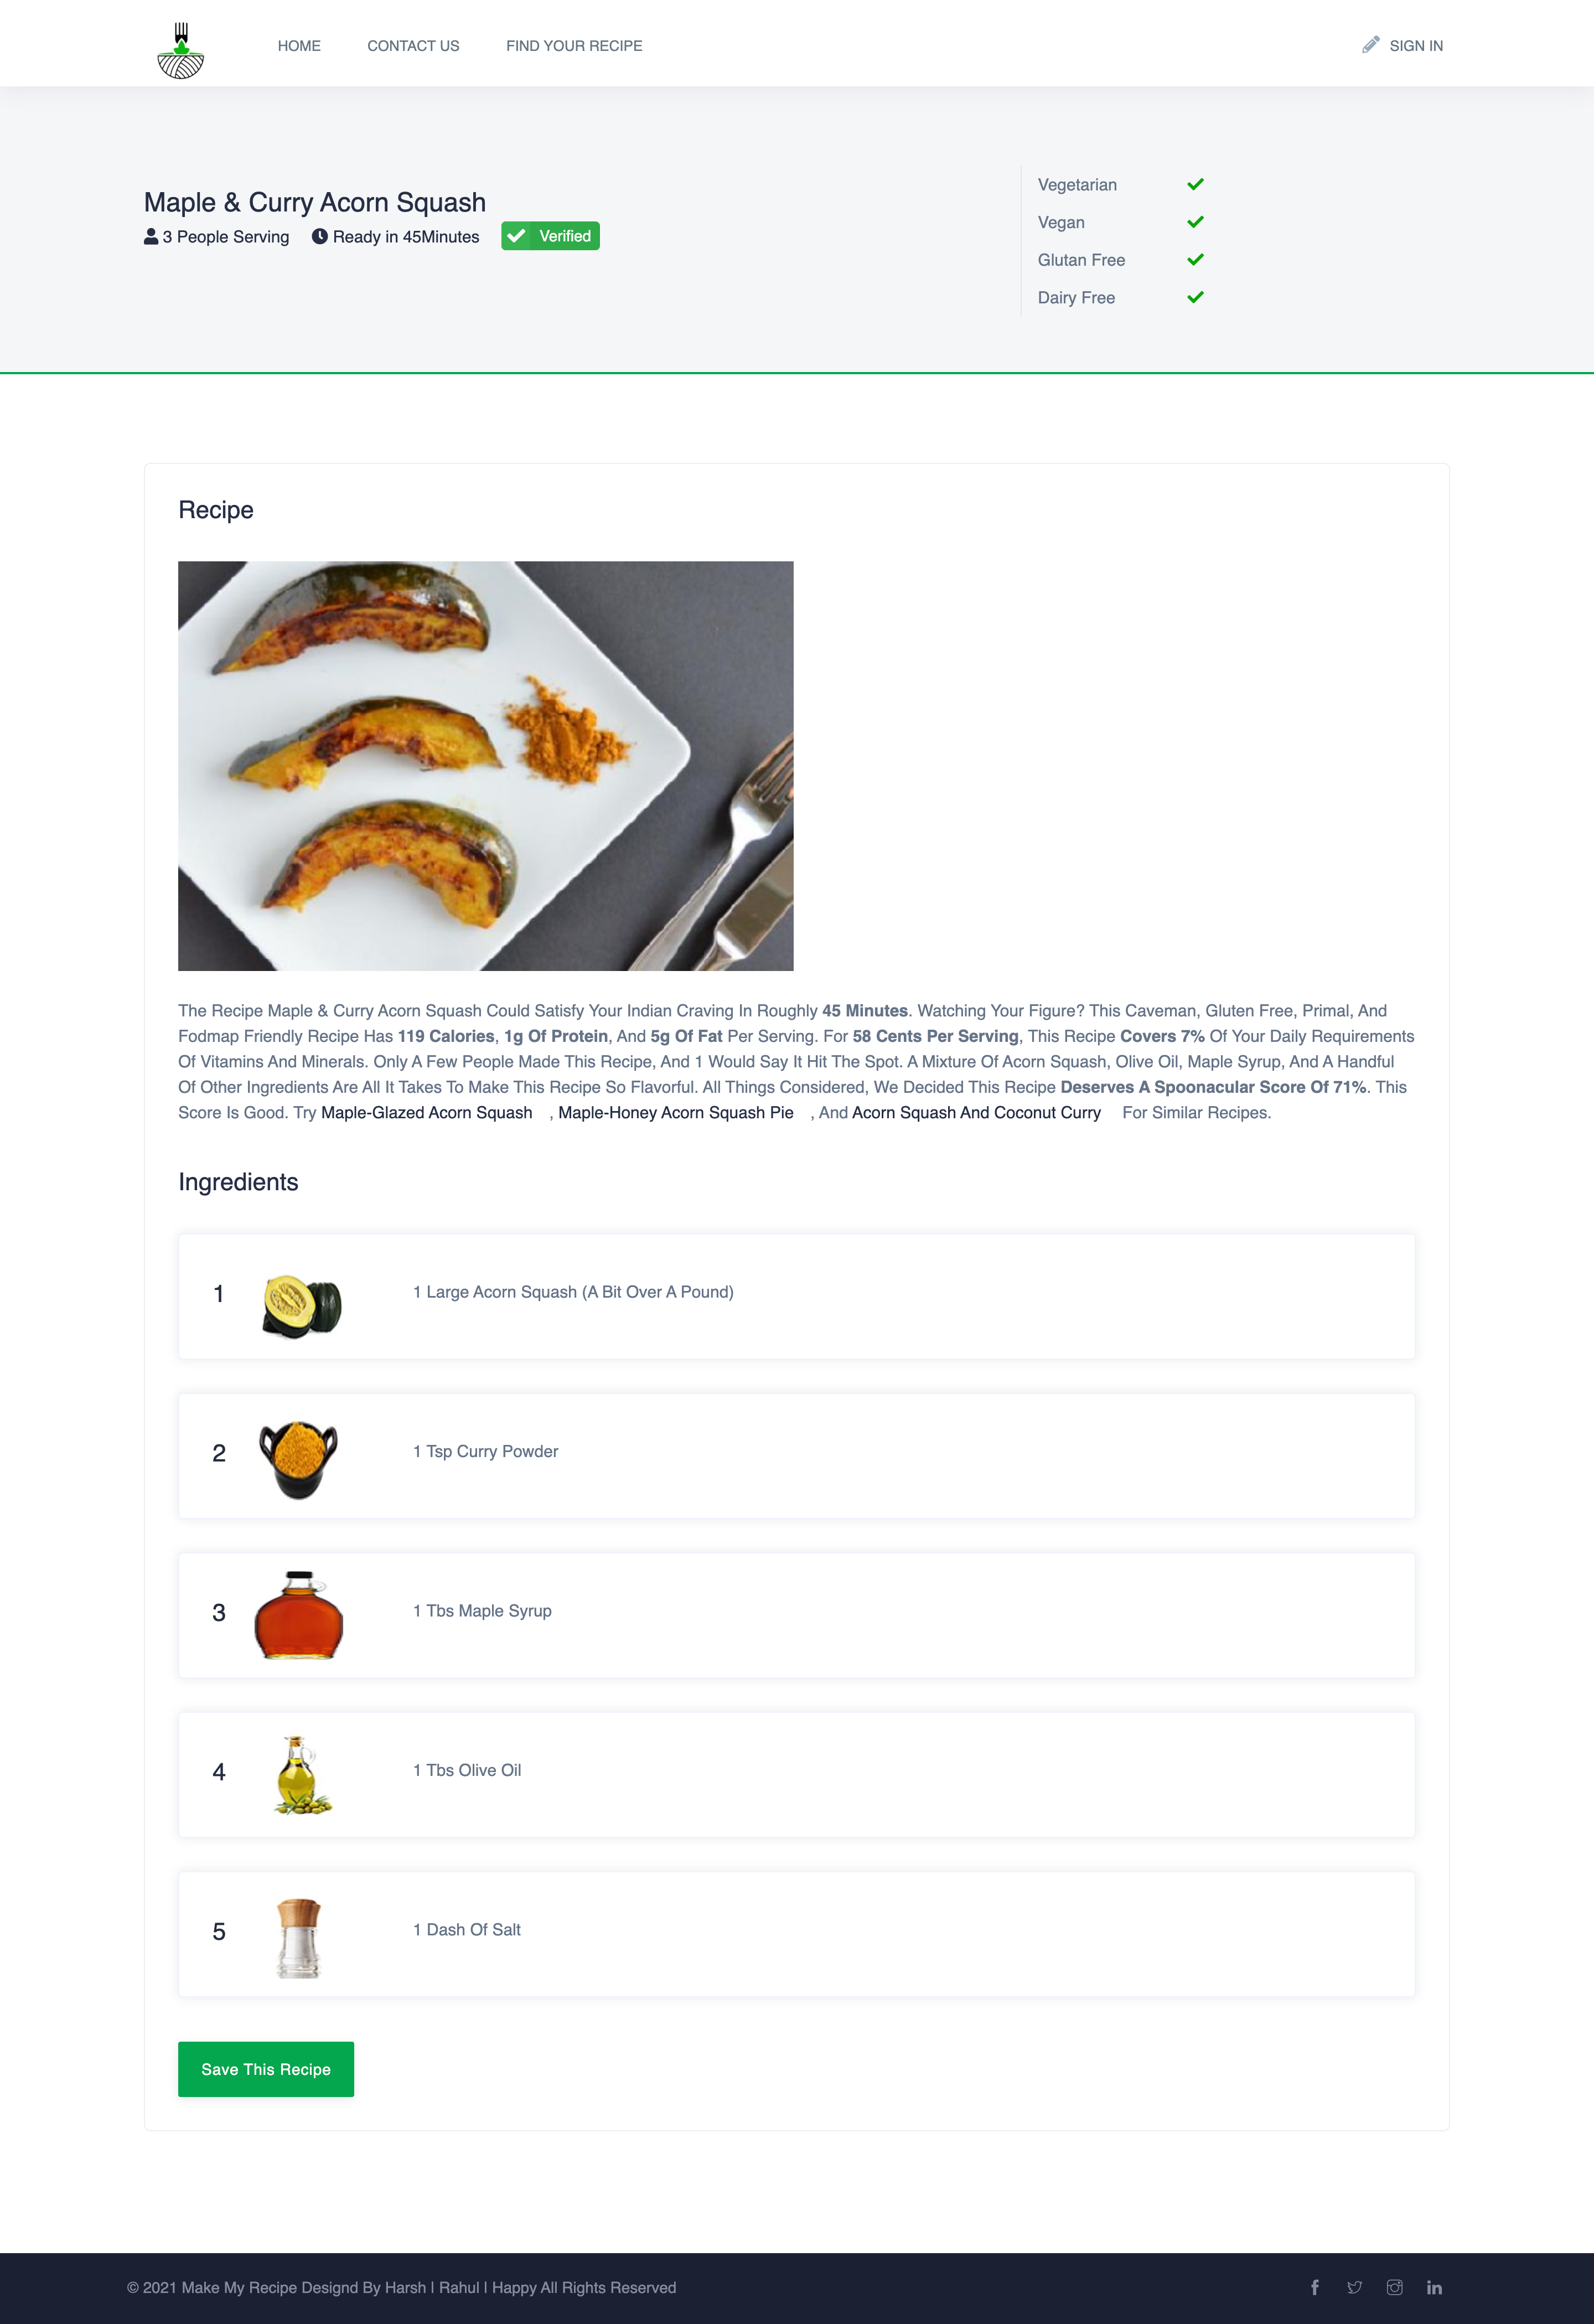 HOME CONTACT US FIND YOUR RECIPE SIGN IN
Maple & Curry Acorn Squash
3 People Serving Ready in 45Minutes Verified
Vegetarian
Vegan
Glutan Free
Dairy Free
Recipe
The Recipe Maple & Curry Acorn Squash Could Satisfy Your Indian Craving In Roughly 45 Minutes. Watching Your Figure? This Caveman, Gluten Free, Primal, And
Fodmap Friendly Recipe Has 119 Calories, 1g Of Protein, And 5g Of Fat Per Serving. For 58 Cents Per Serving, This Recipe Covers 7% Of Your Daily Requirements
Of Vitamins And Minerals. Only A Few People Made This Recipe, And 1 Would Say It Hit The Spot. A Mixture Of Acorn Squash, Olive Oil, Maple Syrup, And A Handful
Of Other Ingredients Are All It Takes To Make This Recipe So Flavorful. All Things Considered, We Decided This Recipe Deserves A Spoonacular Score Of 71%. This
Score Is Good. Try Maple-Glazed Acorn Squash , Maple-Honey Acorn Squash Pie , And Acorn Squash And Coconut Curry For Similar Recipes.
Ingredients
1 1 Large Acorn Squash (A Bit Over A Pound)
2 1 Tsp Curry Powder
3 1 Tbs Maple Syrup
4 1 Tbs Olive Oil
5 1 Dash Of Salt
Save This Recipe
© 2021 Make My Recipe Designd By Harsh | Rahul | Happy All Rights Reserved